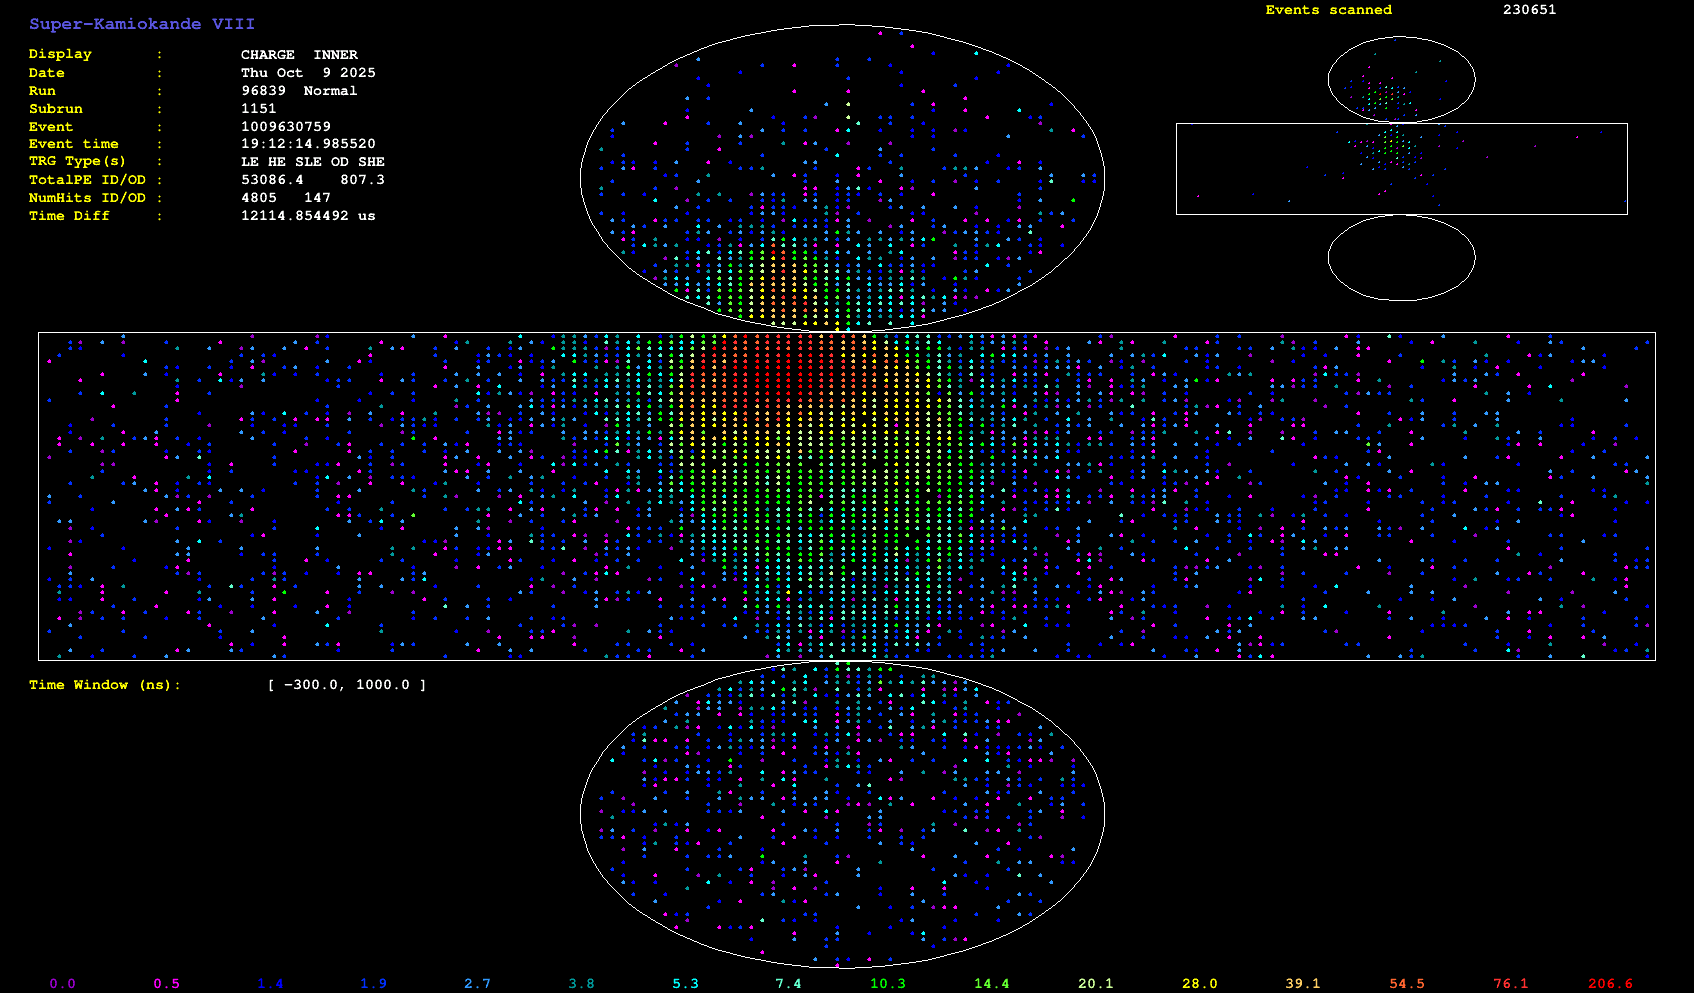 Super-Kamiokande VIII
Display : CHARGE INNER
Date : Thu Oct 9 2025
Run : 96839 Normal
Subrun : 1151
Event : 1009630759
Event time : 19:12:14.985520
TRG Type(s) : LE HE SLE OD SHE
TotalPE ID/OD : 53086.4 807.3
NumHits ID/OD : 4805 147
Time Diff : 12114.854492 us
Events scanned 230651
Time Window (ns): [ -300.0, 1000.0 ]
0.0 0.5 1.4 1.9 2.7 3.8 5.3 7.4 10.3 14.4 20.1 28.0 39.1 54.5 76.1 206.6